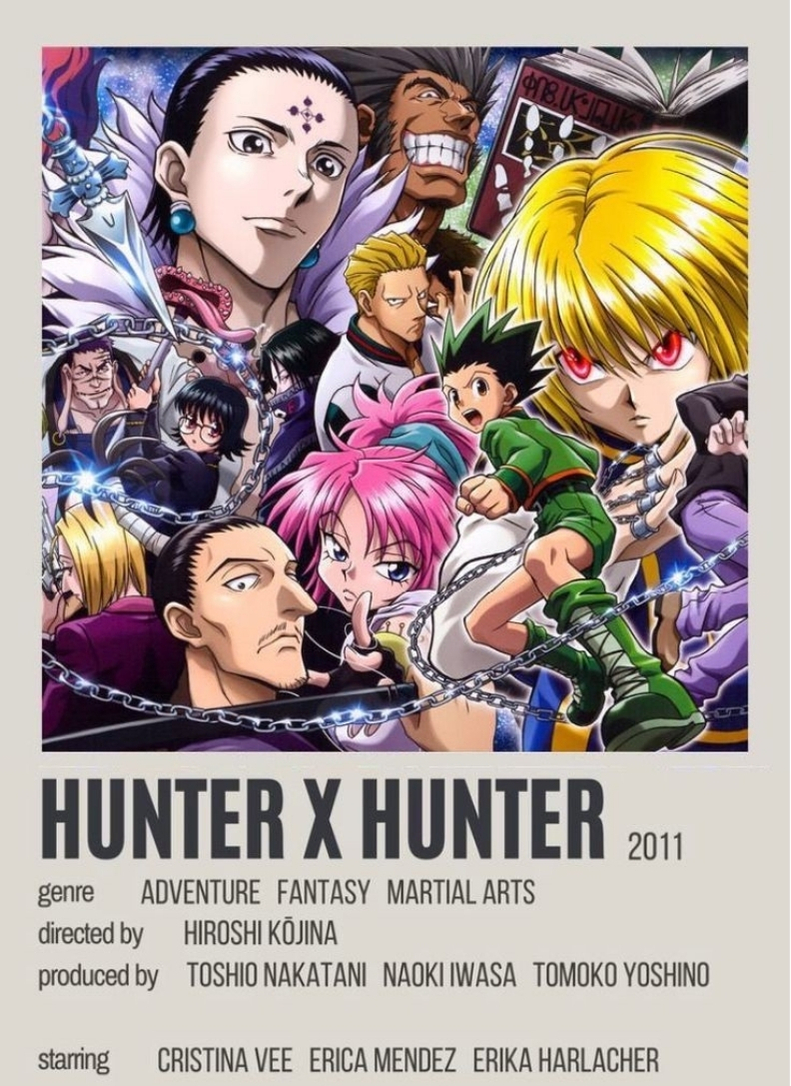 HUNTER X HUNTER 2011
genre ADVENTURE FANTASY MARTIAL ARTS
directed by HIROSHI KŌJINA
produced by TOSHIO NAKATANI NAOKI IWASA TOMOKO YOSHINO
starring CRISTINA VEE ERICA MENDEZ ERIKA HARLACHER